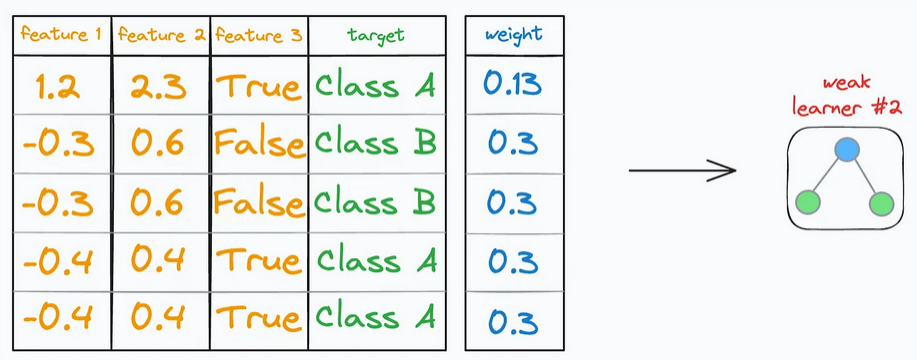 feature 1 feature 2 feature 3 target weight
1.2 2.3 True Class A 0.13
-0.3 0.6 False Class B 0.3
-0.3 0.6 False Class B 0.3
-0.4 0.4 True Class A 0.3
-0.4 0.4 True Class A 0.3
weak
learner #2